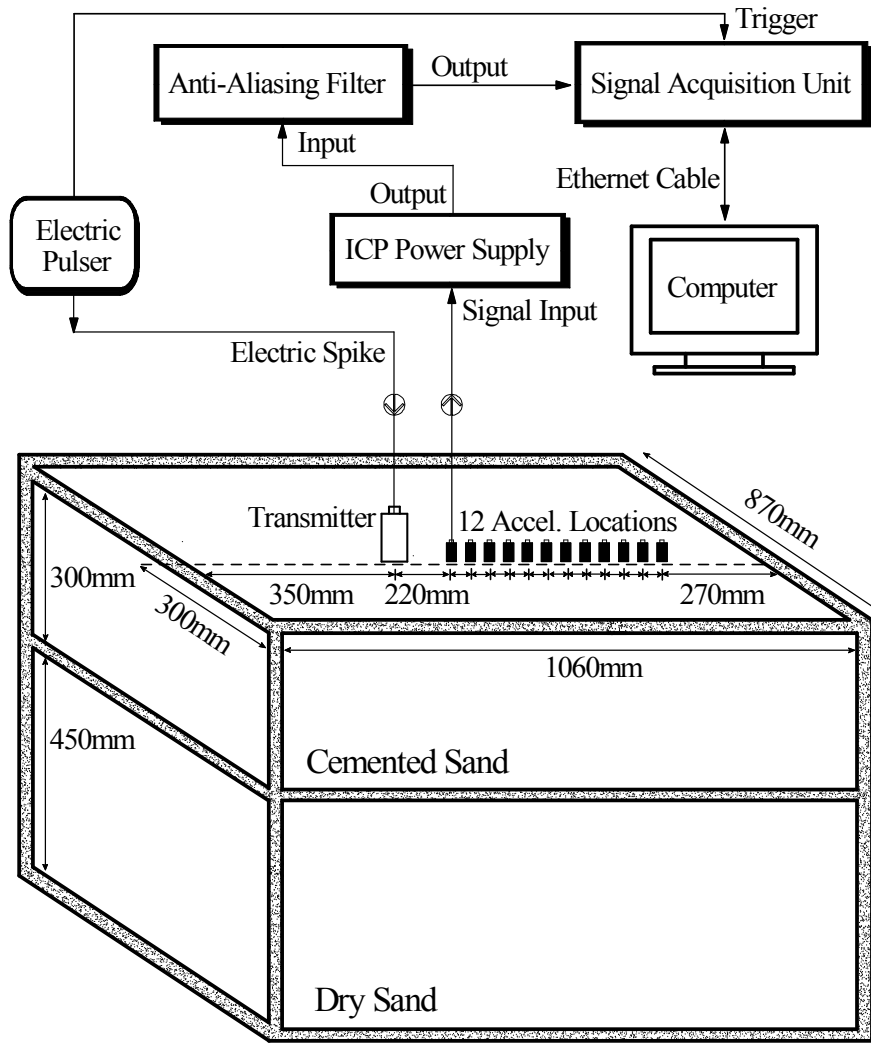 Trigger
Anti-Aliasing Filter
Output
Signal Acquisition Unit
Input
Ethernet Cable
Output
Electric
Pulser
ICP Power Supply
Computer
Signal Input
Electric Spike
870mm
Transmitter
12 Accel. Locations
300mm
350mm
220mm
270mm
300mm
1060mm
450mm
Cemented Sand
Dry Sand